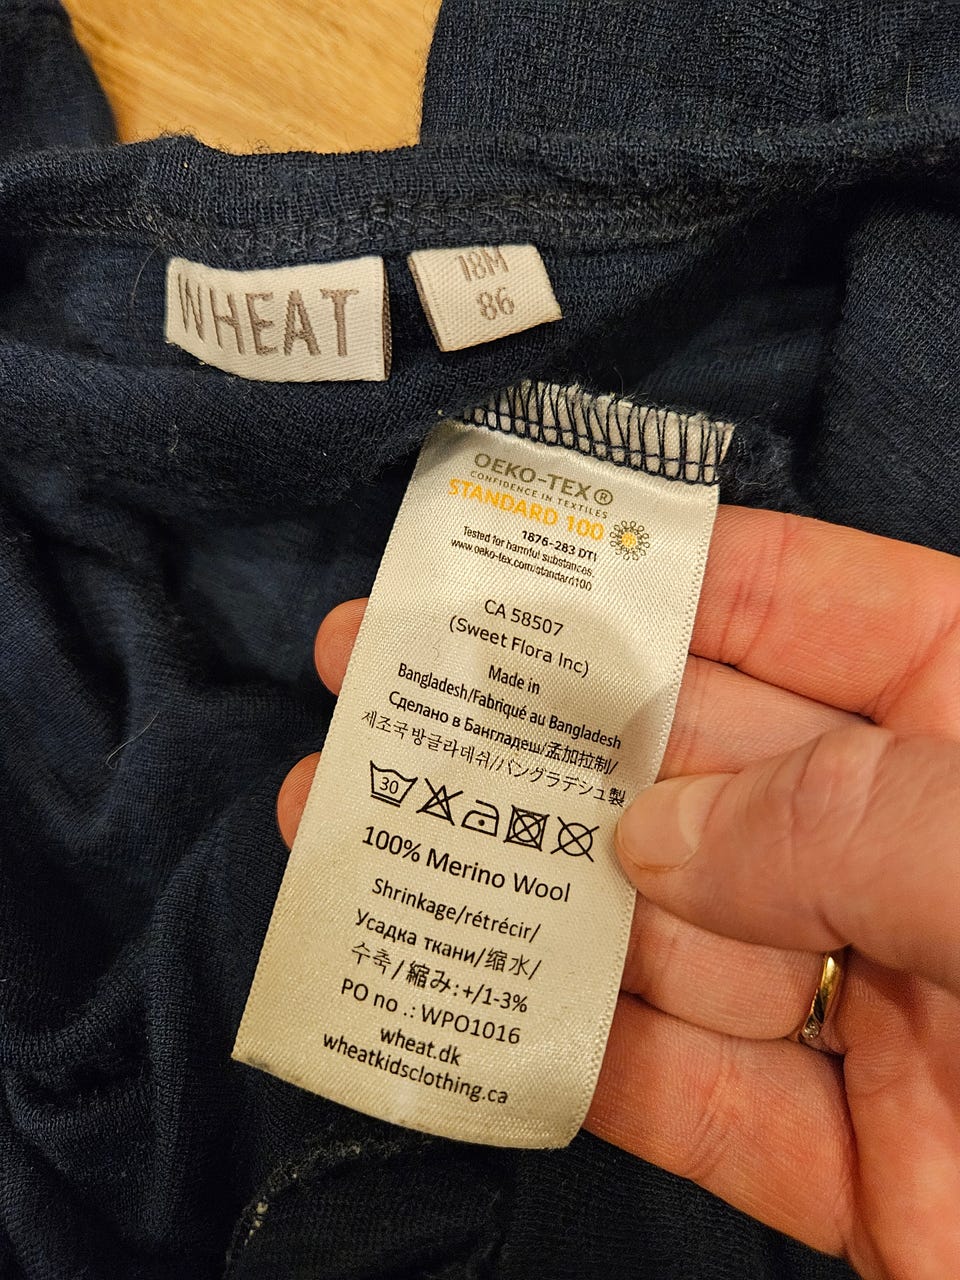 WHEAT
18M
86
OEKO-TEX®
CONFIDENCE IN TEXTILES
STANDARD 100
1876-283 DTI
Tested for harmful substances.
www.oeko-tex.com/standard100
CA 58507
(Sweet Flora Inc)
Made in
Bangladesh/Fabriqué au Bangladesh
Сделано в Бангладеш/孟加拉制/
제조국 방글라데쉬/バングラデシュ製
30
100% Merino Wool
Shrinkage/rétrécir/
Усадка ткани/缩水/
수축/縮み:+/1-3%
PO no .: WPO1016
wheat.dk
wheatkidsclothing.ca